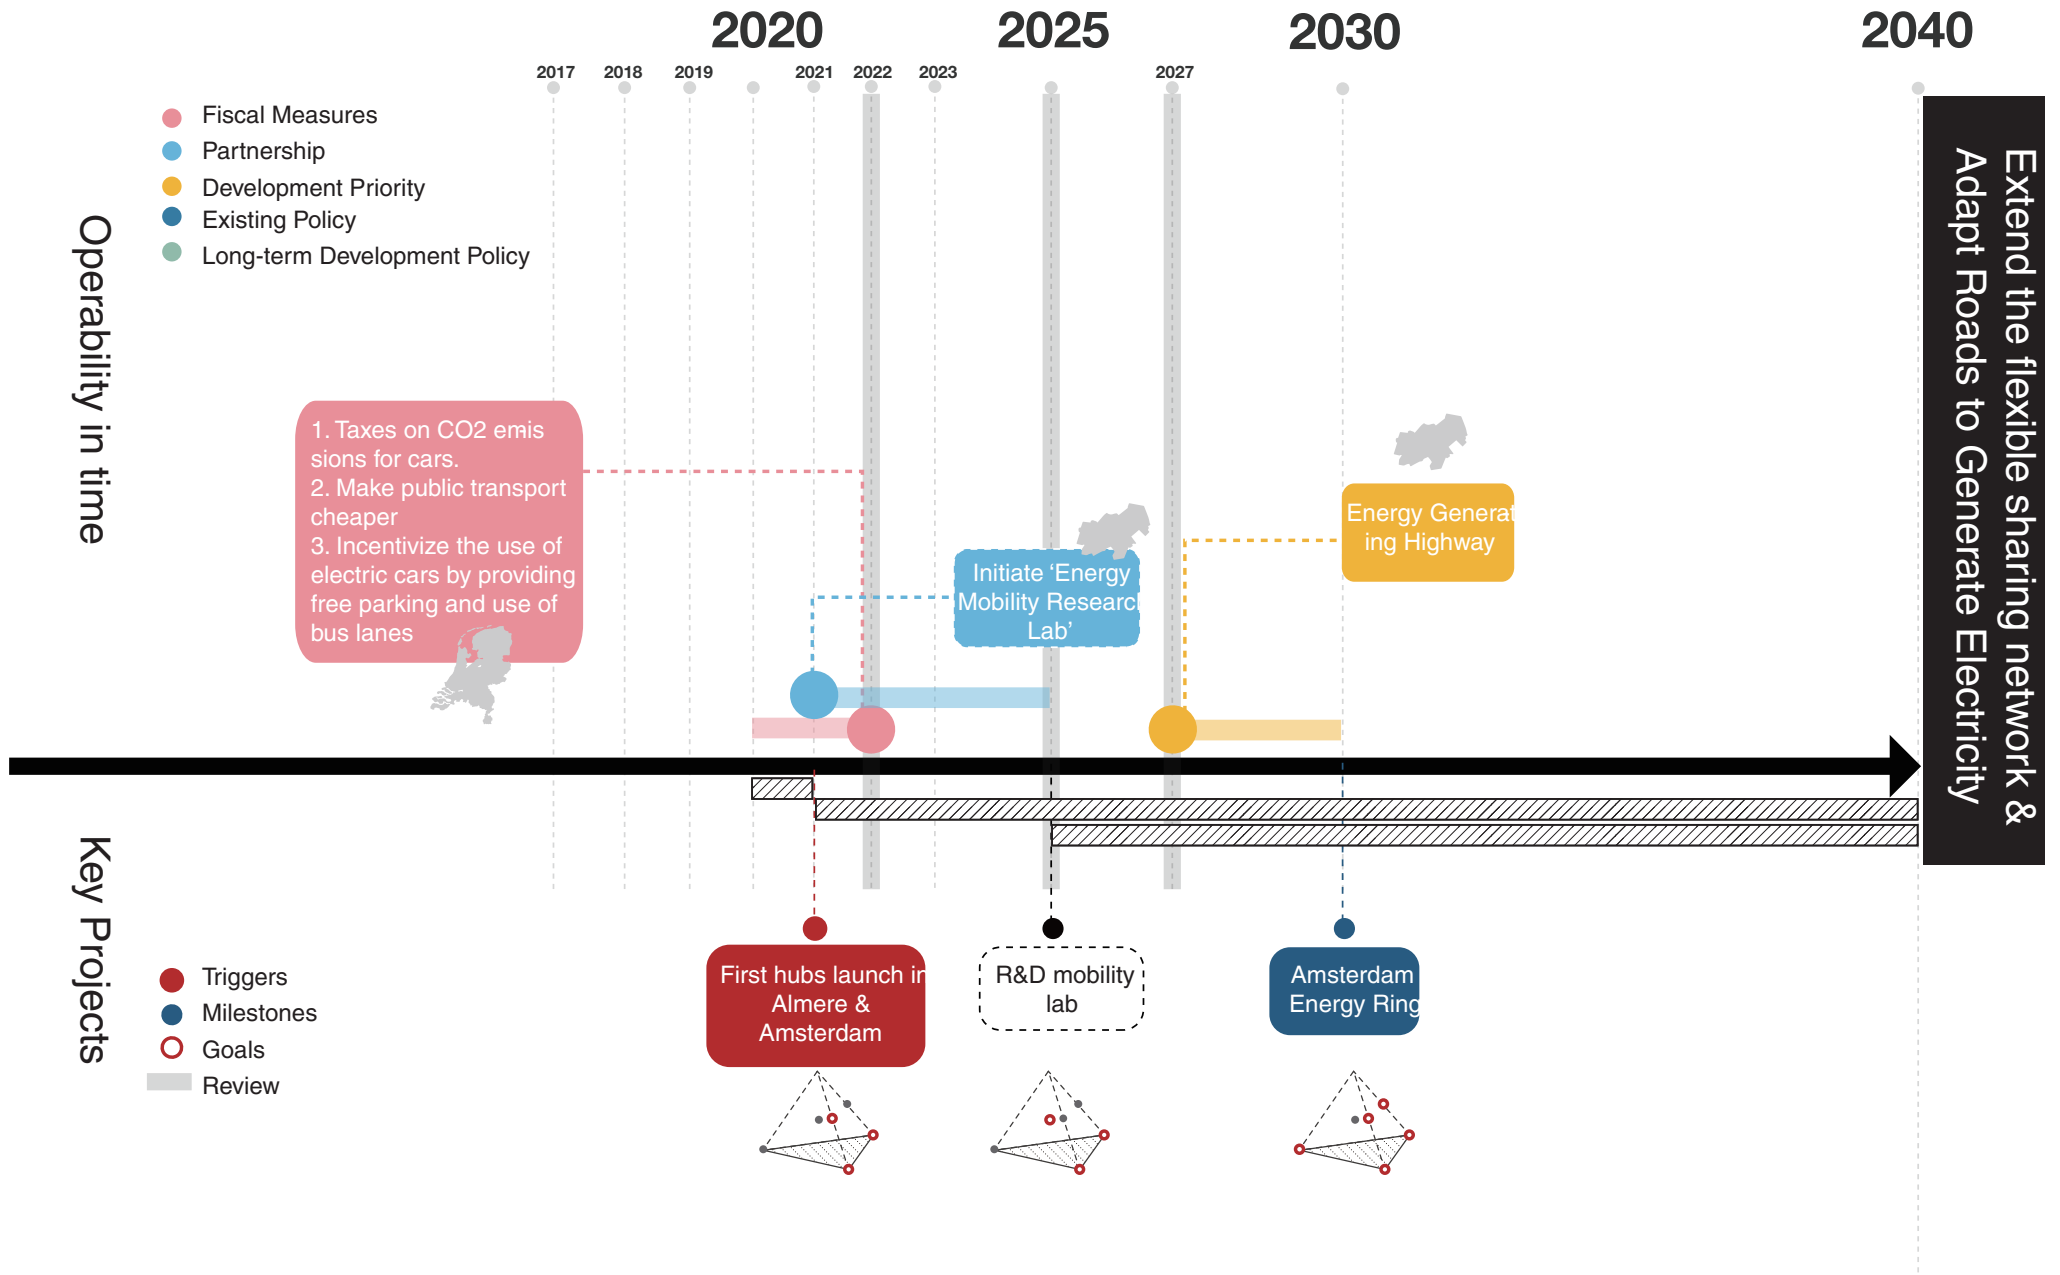 2020
2025
2030
2040
2017
2018
2019
2021
2022
2023
2027
Fiscal Measures
Partnership
Development Priority
Existing Policy
Long-term Development Policy
Operability in time
1. Taxes on CO2 emis
sions for cars.
2. Make public transport
cheaper
3. Incentivize the use of
electric cars by providing
free parking and use of
bus lanes
Initiate ‘Energy
Mobility Research
Lab’
Energy Generat
ing Highway
Extend the flexible sharing network &
Adapt Roads to Generate Electricity
Key Projects
Triggers
Milestones
Goals
Review
First hubs launch in
Almere &
Amsterdam
R&D mobility
lab
Amsterdam
Energy Ring